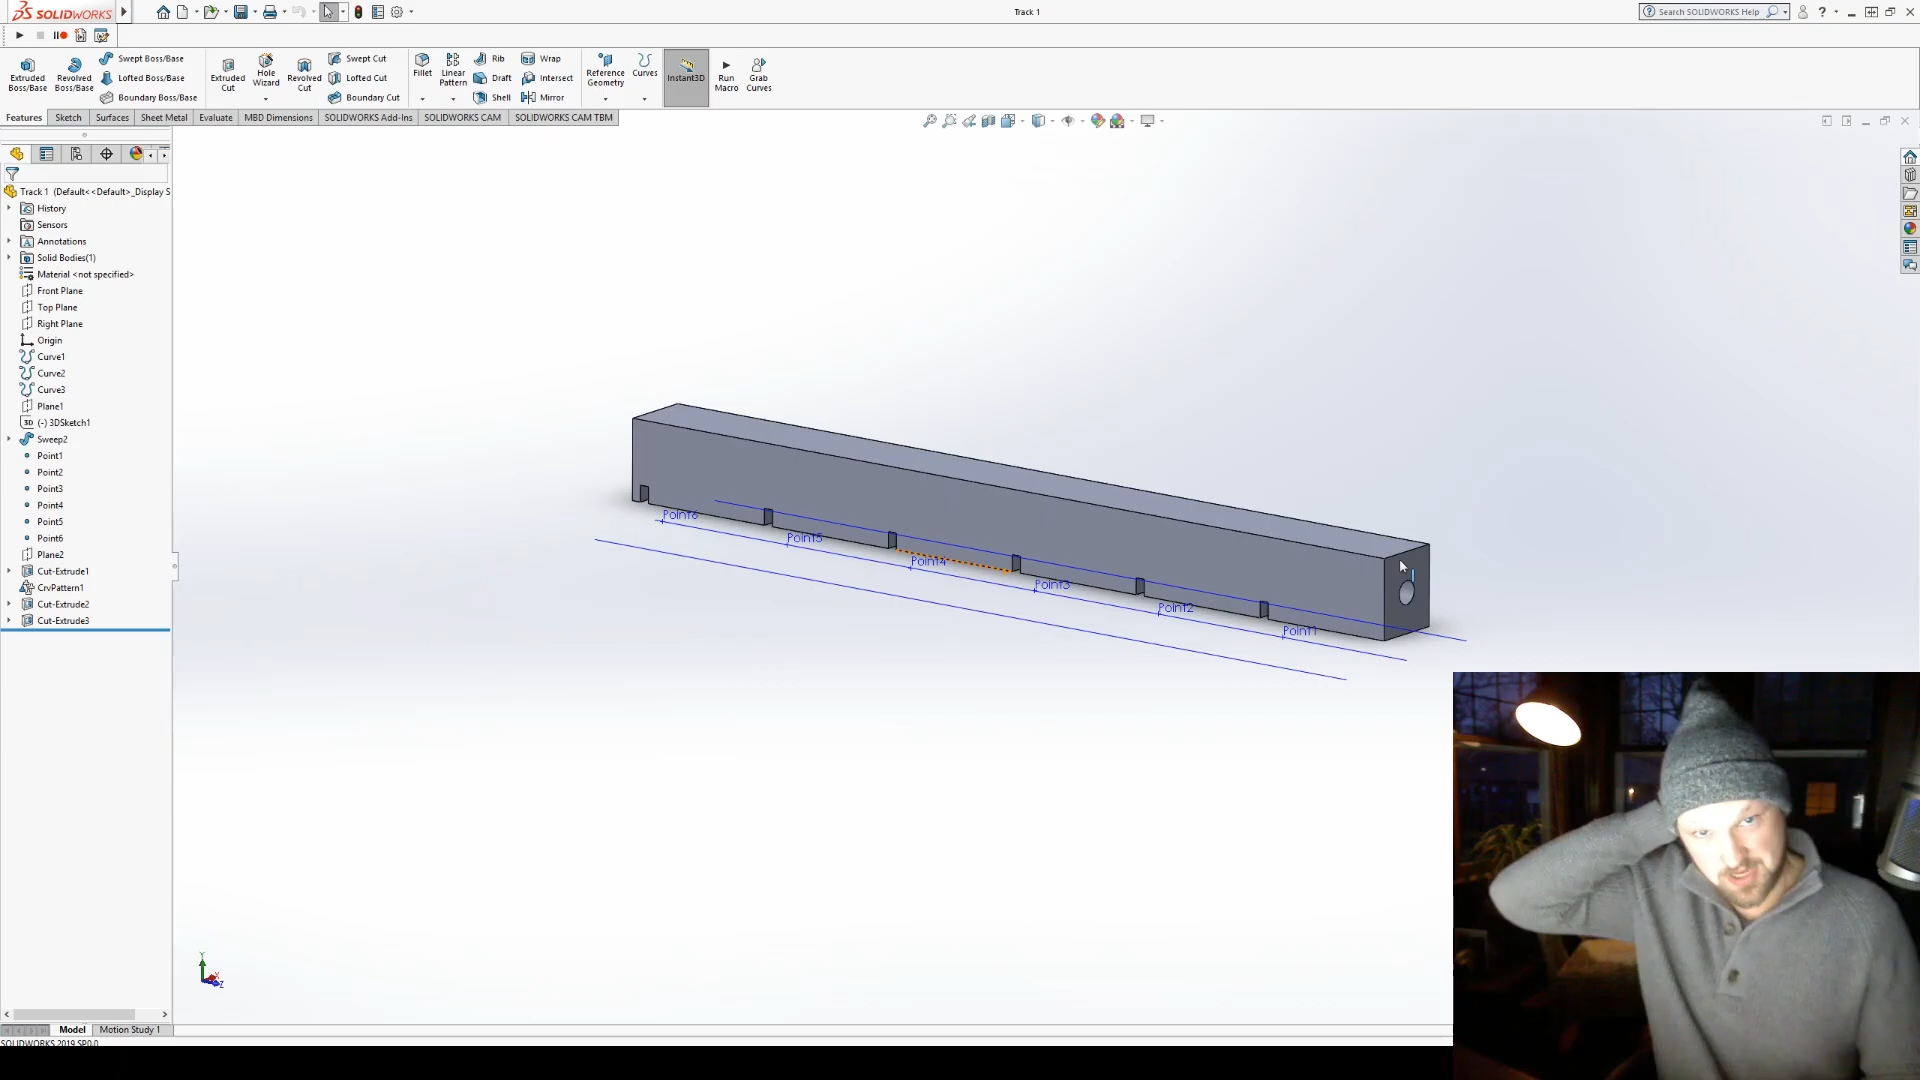 SOLIDWORKS
Track 1
Search SOLIDWORKS Help
Extruded Boss/Base
Revolved Boss/Base
Swept Boss/Base
Lofted Boss/Base
Boundary Boss/Base
Extruded Cut
Hole Wizard
Revolved Cut
Swept Cut
Lofted Cut
Boundary Cut
Fillet
Linear Pattern
Rib
Draft
Shell
Wrap
Intersect
Mirror
Reference Geometry
Curves
Instant3D
Run Macro
Grab Curves
Features
Sketch
Surfaces
Sheet Metal
Evaluate
MBD Dimensions
SOLIDWORKS Add-Ins
SOLIDWORKS CAM
SOLIDWORKS CAM TBM
Track 1 (Default<<Default>_Display S
History
Sensors
Annotations
Solid Bodies(1)
Material <not specified>
Front Plane
Top Plane
Right Plane
Origin
Curve1
Curve2
Curve3
Plane1
3D (-) 3DSketch1
Sweep2
Point1
Point2
Point3
Point4
Point5
Point6
Plane2
Cut-Extrude1
CrvPattern1
Cut-Extrude2
Cut-Extrude3
Point6
Point5
Point4
Point3
Point2
Point1
Y
X
Z
Model
Motion Study 1
SOLIDWORKS 2019 SP0.0